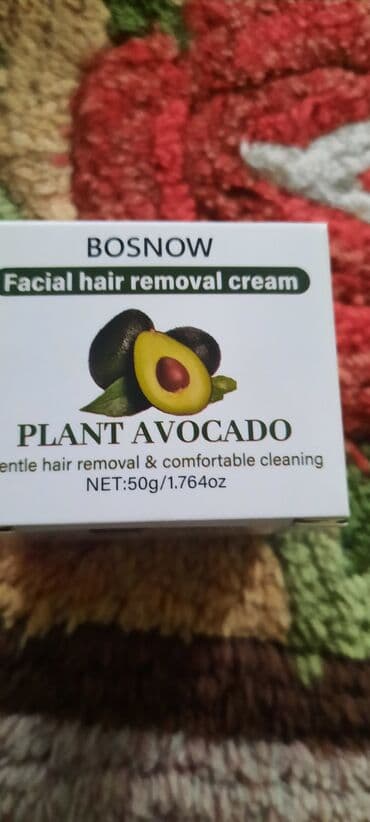 BOSNOW
Facial hair removal cream
PLANT AVOCADO
entle hair removal & comfortable cleaning
NET:50g/1.764oz